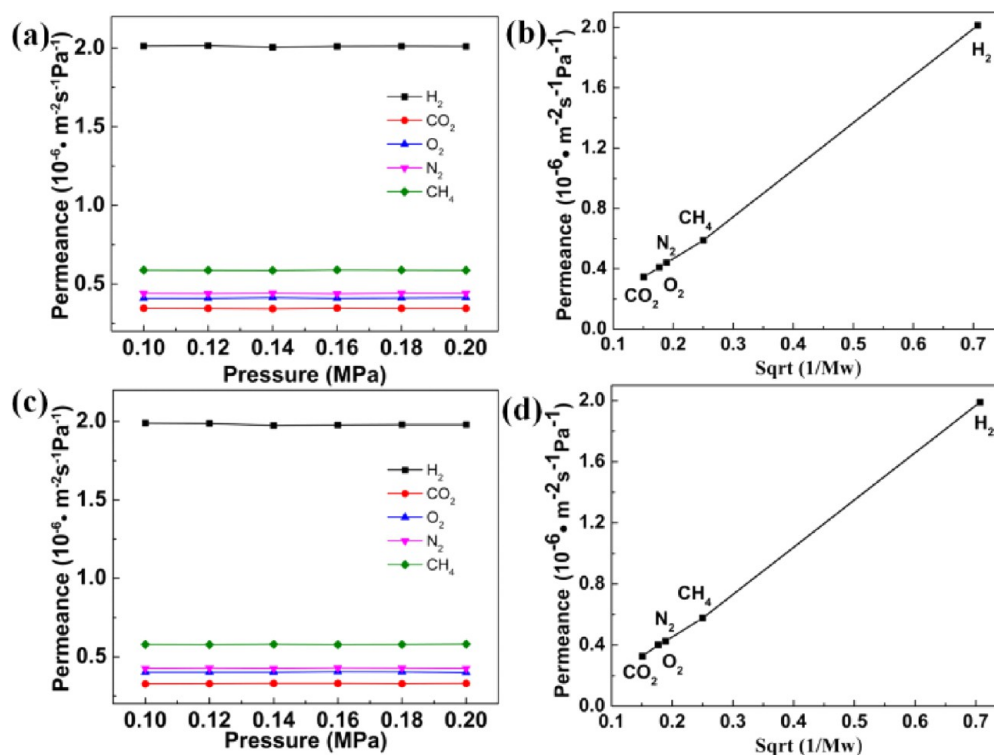 (a)
Permeance (10⁻⁶• m⁻²s⁻¹Pa⁻¹)
2.0
1.0
0.5
H₂
CO₂
O₂
N₂
CH₄
0.10 0.12 0.14 0.16 0.18 0.20
Pressure (MPa)
(b)
Permeance (10⁻⁶• m⁻²s⁻¹Pa⁻¹)
2.0
1.6
1.2
0.8
0.4
0.0
H₂
CH₄
N₂
O₂
CO₂
0.1 0.2 0.3 0.4 0.5 0.6 0.7
Sqrt (1/Mw)
(c)
Permeance (10⁻⁶• m⁻²s⁻¹Pa⁻¹)
2.0
1.5
1.0
0.5
H₂
CO₂
O₂
N₂
CH₄
0.10 0.12 0.14 0.16 0.18 0.20
Pressure (MPa)
(d)
Permeance (10⁻⁶• m⁻²s⁻¹Pa⁻¹)
2.0
1.6
1.2
0.8
0.4
0.0
H₂
CH₄
N₂
O₂
CO₂
0.1 0.2 0.3 0.4 0.5 0.6 0.7
Sqrt (1/Mw)